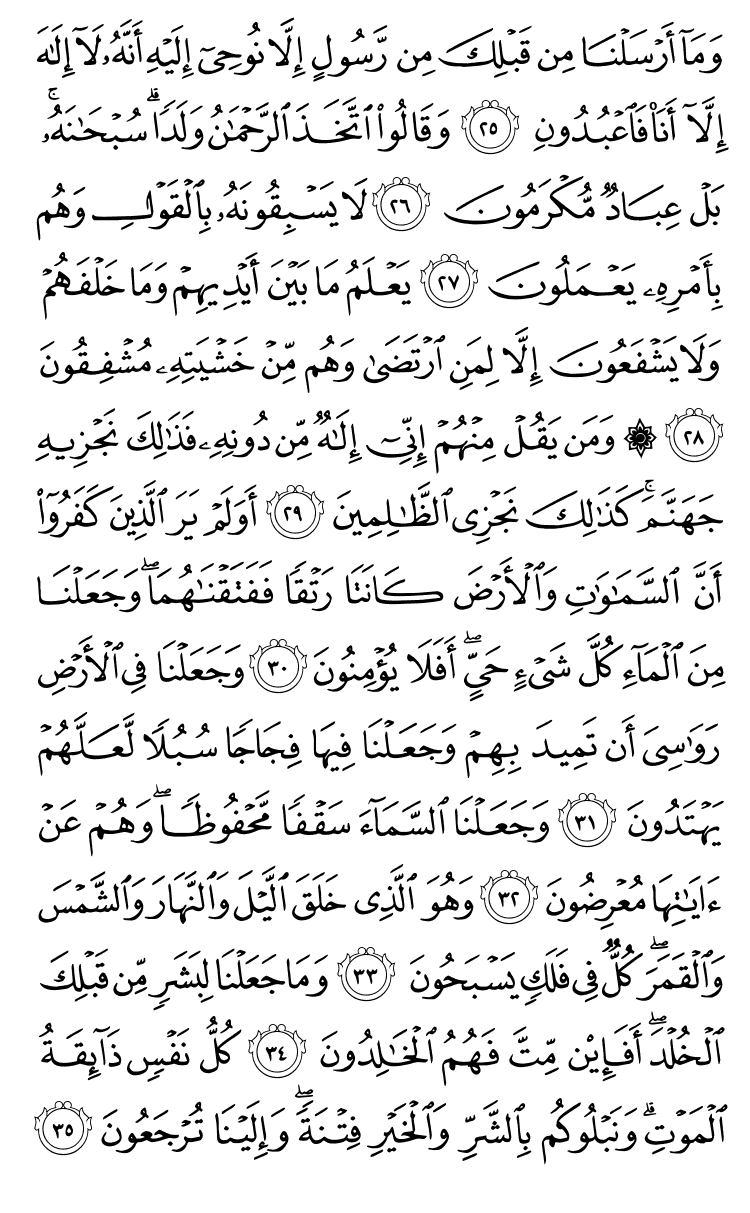 وَمَآ أَرۡسَلۡنَا مِن قَبۡلِكَ مِن رَّسُولٍ إِلَّا نُوحِيٓ إِلَيۡهِ أَنَّهُۥ لَآ إِلَٰهَ
إِلَّآ أَنَا۠ فَٱعۡبُدُونِ ٢٥ وَقَالُواْ ٱتَّخَذَ ٱلرَّحۡمَٰنُ وَلَدٗاۗ سُبۡحَٰنَهُۥۚ
بَلۡ عِبَادٞ مُّكۡرَمُونَ ٢٦ لَا يَسۡبِقُونَهُۥ بِٱلۡقَوۡلِ وَهُم
بِأَمۡرِهِۦ يَعۡمَلُونَ ٢٧ يَعۡلَمُ مَا بَيۡنَ أَيۡدِيهِمۡ وَمَا خَلۡفَهُمۡ
وَلَا يَشۡفَعُونَ إِلَّا لِمَنِ ٱرۡتَضَىٰ وَهُم مِّنۡ خَشۡيَتِهِۦ مُشۡفِقُونَ
٢٨ ۞ وَمَن يَقُلۡ مِنۡهُمۡ إِنِّيٓ إِلَٰهٞ مِّن دُونِهِۦ فَذَٰلِكَ نَجۡزِيهِ
جَهَنَّمَۚ كَذَٰلِكَ نَجۡزِي ٱلظَّٰلِمِينَ ٢٩ أَوَلَمۡ يَرَ ٱلَّذِينَ كَفَرُوٓاْ
أَنَّ ٱلسَّمَٰوَٰتِ وَٱلۡأَرۡضَ كَانَتَا رَتۡقٗا فَفَتَقۡنَٰهُمَاۖ وَجَعَلۡنَا
مِنَ ٱلۡمَآءِ كُلَّ شَيۡءٍ حَيٍّۖ أَفَلَا يُؤۡمِنُونَ ٣٠ وَجَعَلۡنَا فِي ٱلۡأَرۡضِ
رَوَٰسِيَ أَن تَمِيدَ بِهِمۡ وَجَعَلۡنَا فِيهَا فِجَاجٗا سُبُلٗا لَّعَلَّهُمۡ
يَهۡتَدُونَ ٣١ وَجَعَلۡنَا ٱلسَّمَآءَ سَقۡفٗا مَّحۡفُوظٗاۖ وَهُمۡ عَنۡ
ءَايَٰتِهَا مُعۡرِضُونَ ٣٢ وَهُوَ ٱلَّذِي خَلَقَ ٱلَّيۡلَ وَٱلنَّهَارَ وَٱلشَّمۡسَ
وَٱلۡقَمَرَۖ كُلّٞ فِي فَلَكٖ يَسۡبَحُونَ ٣٣ وَمَا جَعَلۡنَا لِبَشَرٖ مِّن قَبۡلِكَ
ٱلۡخُلۡدَۖ أَفَإِيْن مِّتَّ فَهُمُ ٱلۡخَٰلِدُونَ ٣٤ كُلُّ نَفۡسٖ ذَآئِقَةُ
ٱلۡمَوۡتِۗ وَنَبۡلُوكُم بِٱلشَّرِّ وَٱلۡخَيۡرِ فِتۡنَةٗۖ وَإِلَيۡنَا تُرۡجَعُونَ ٣٥